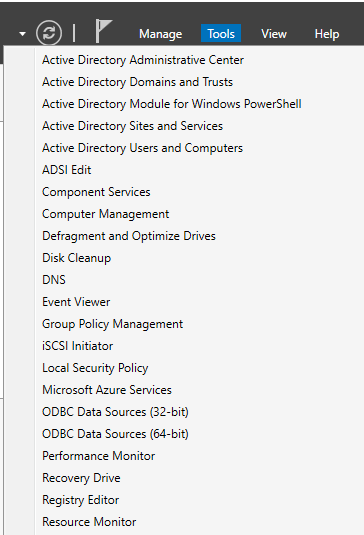 Manage Tools View Help
Active Directory Administrative Center
Active Directory Domains and Trusts
Active Directory Module for Windows PowerShell
Active Directory Sites and Services
Active Directory Users and Computers
ADSI Edit
Component Services
Computer Management
Defragment and Optimize Drives
Disk Cleanup
DNS
Event Viewer
Group Policy Management
iSCSI Initiator
Local Security Policy
Microsoft Azure Services
ODBC Data Sources (32-bit)
ODBC Data Sources (64-bit)
Performance Monitor
Recovery Drive
Registry Editor
Resource Monitor